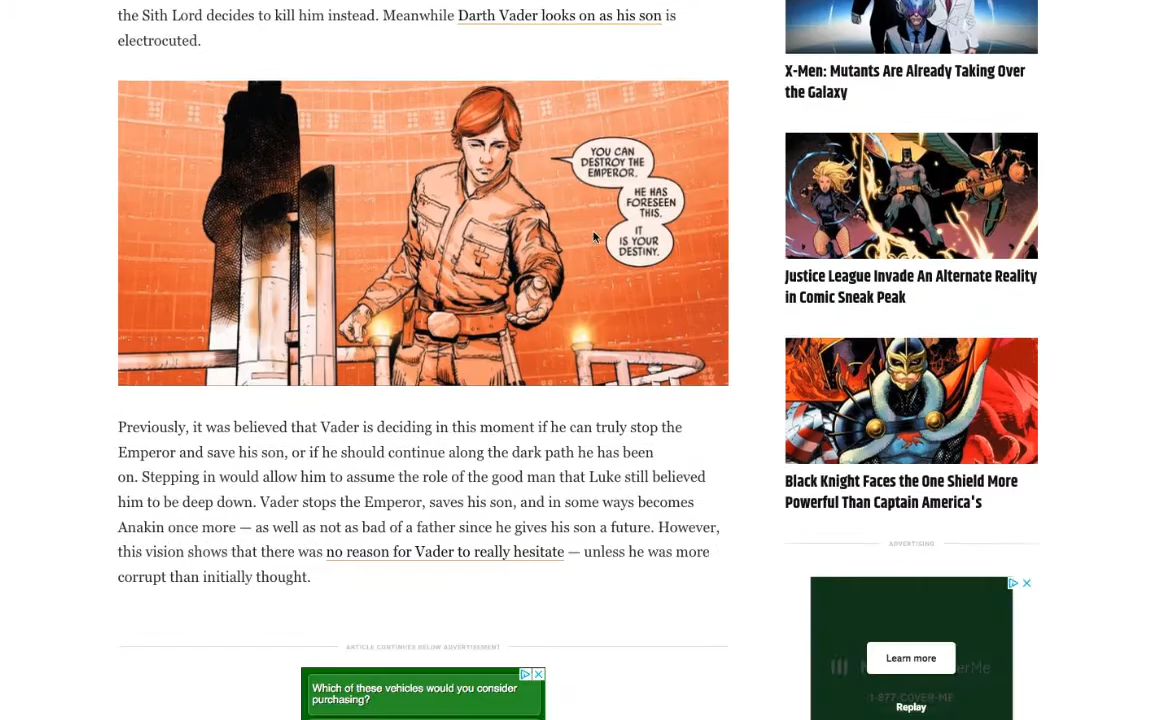 the Sith Lord decides to kill him instead. Meanwhile Darth Vader looks on as his son is
electrocuted.
YOU CAN
DESTROY THE
EMPEROR.
HE HAS
FORESEEN
THIS.
IT
IS YOUR
DESTINY.
Previously, it was believed that Vader is deciding in this moment if he can truly stop the
Emperor and save his son, or if he should continue along the dark path he has been
on. Stepping in would allow him to assume the role of the good man that Luke still believed
him to be deep down. Vader stops the Emperor, saves his son, and in some ways becomes
Anakin once more — as well as not as bad of a father since he gives his son a future. However,
this vision shows that there was no reason for Vader to really hesitate — unless he was more
corrupt than initially thought.
ARTICLE CONTINUES BELOW ADVERTISEMENT
Which of these vehicles would you consider
purchasing?
X-Men: Mutants Are Already Taking Over
the Galaxy
Justice League Invade An Alternate Reality
in Comic Sneak Peak
Black Knight Faces the One Shield More
Powerful Than Captain America's
ADVERTISING
Learn more
erMe
1-877-COVER-ME
Replay